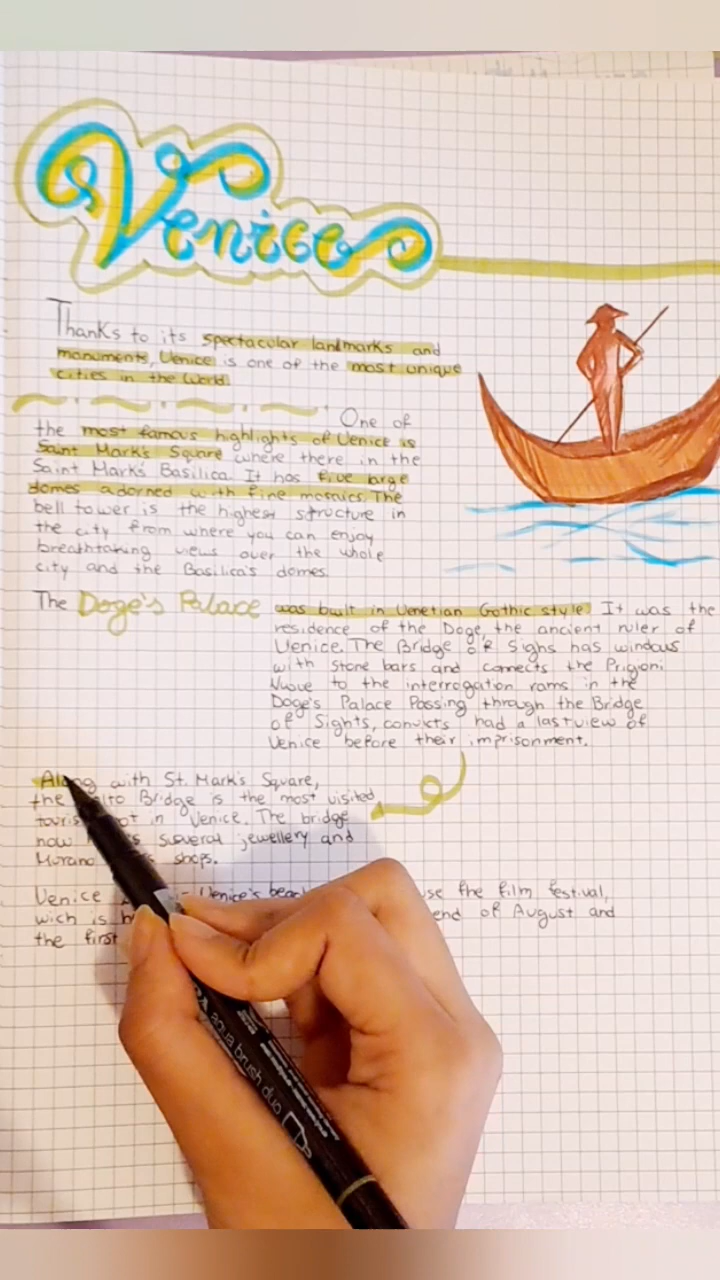 Venice
Thanks to its spectacular landmarks and
monuments, Venice is one of the most unique
cities in the world.
One of
the most famous highlights of Venice is
Saint Mark's Square where there in the
Saint Mark's Basilica. It has five large
domes adorned with fine mosaics. The
bell tower is the highest structure in
the city from where you can enjoy
breathtaking views over the whole
city and the Basilica's domes.
The Doge's Palace was built in Venetian Gothic style. It was the
residence of the Doge, the ancient ruler of
Venice. The Bridge of Sighs has windows
with stone bars and connects the Prigioni
to the interrogation rams in the
Doge's Palace Passing through the Bridge
of Sights, convicts had a last view of
Venice before their imprisonment.
Along with St. Mark's Square,
the Bridge is the most visited
in Venice. The bridge
now several jewellery and
Murano shops.
Venice Venice's the film festival,
wich is end of August and
the first
aqua brush duo